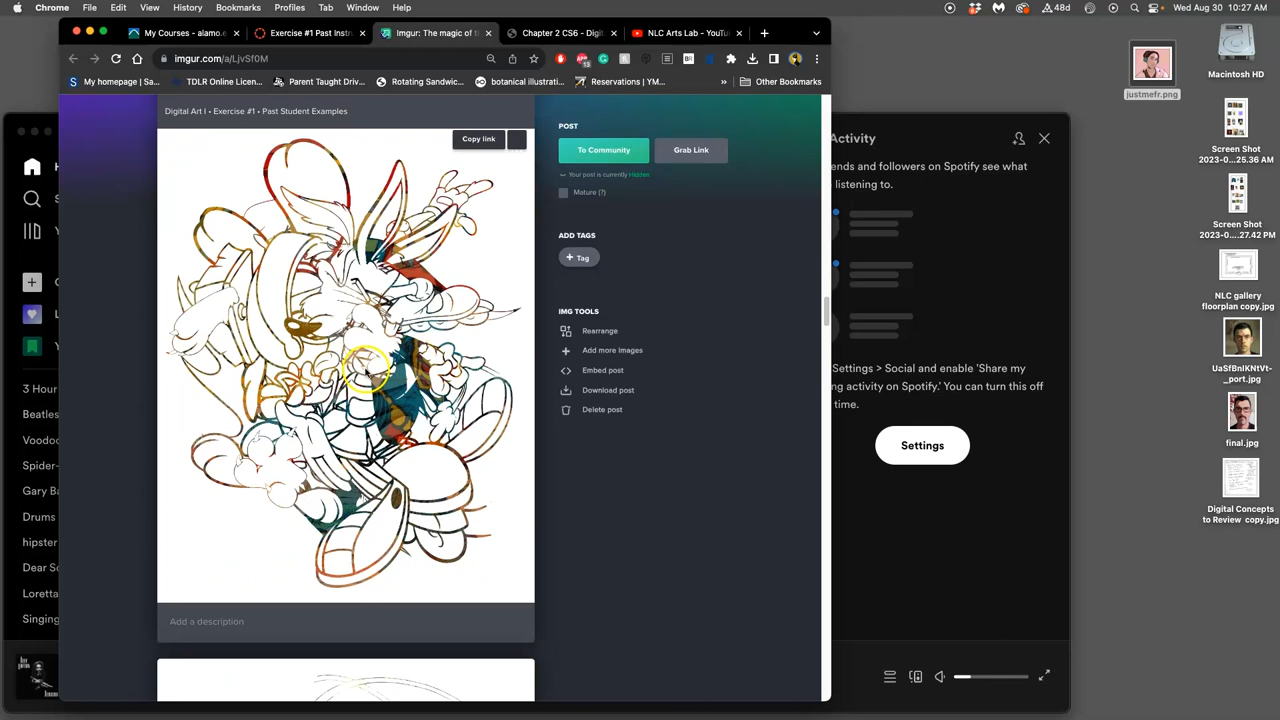 Chrome File Edit View History Bookmarks Profiles Tab Window Help
48d
Wed Aug 30 10:27 AM
My Courses - alamo.e
Exercise #1 Past Instr
Imgur: The magic of t
Chapter 2 CS6 - Digit
NLC Arts Lab - YouTu
imgur.com/a/LjvSf0M
13
BR
My homepage | Sa...
TDLR Online Licen...
Parent Taught Driv...
Rotating Sandwich...
botanical illustrati...
Reservations | YM...
»
Other Bookmarks
Digital Art I • Exercise #1 • Past Student Examples
Copy link
Add a description
POST
To Community
Grab Link
Your post is currently Hidden
Mature (?)
ADD TAGS
+ Tag
IMG TOOLS
Rearrange
Add more images
Embed post
Download post
Delete post
H
S
Y
C
L
Y
3 Hour
Beatles
Voodoo
Spider-
Gary Ba
Drums
hipster
Dear So
Loretta
Singing
Activity
ends and followers on Spotify see what
listening to.
Settings > Social and enable 'Share my
ng activity on Spotify.' You can turn this off
time.
Settings
justmefr.png
Macintosh HD
Screen Shot
2023-0...25.36 AM
Screen Shot
2023-0....27.42 PM
NLC gallery
floorplan copy.jpg
UaSfBnIKNtVt-
_port.jpg
final.jpg
Digital Concepts
to Review copy.jpg